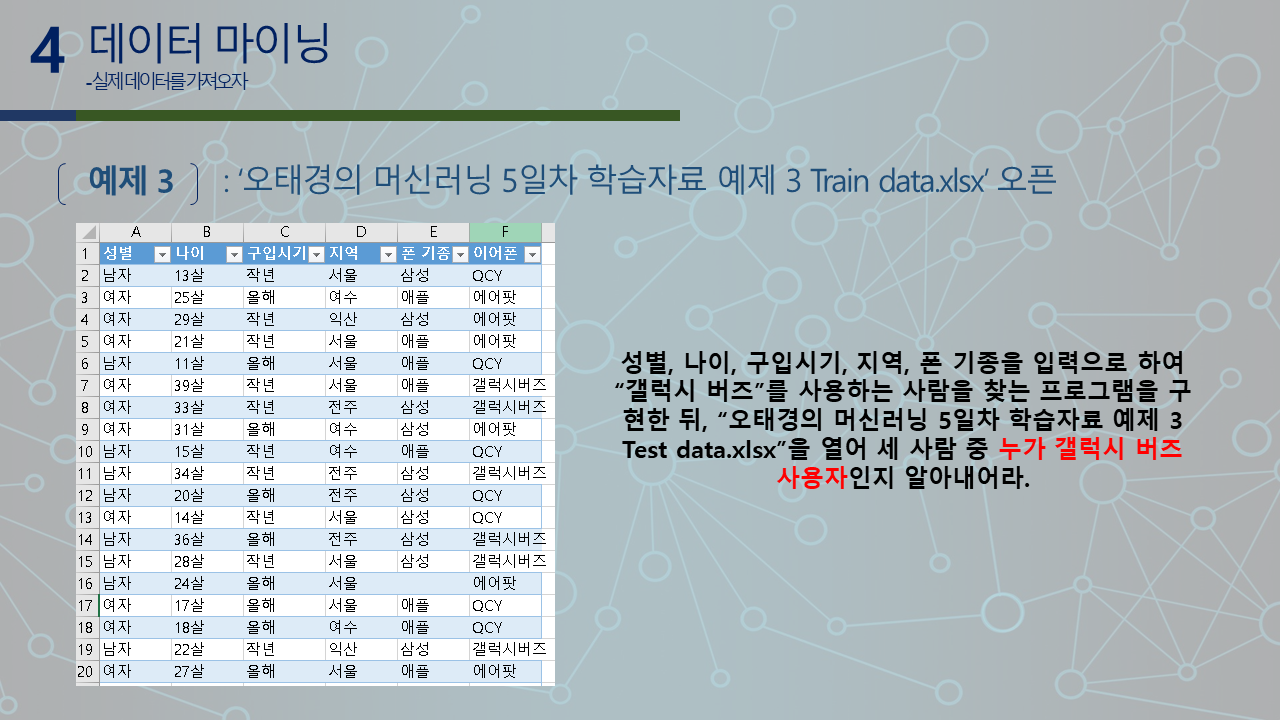 4 데이터 마이닝
-실제 데이터를 가져오자
예제 3 : ‘오태경의 머신러닝 5일차 학습자료 예제 3 Train data.xlsx’ 오픈
A B C D E F
1 성별 나이 구입시기 지역 폰 기종 이어폰
2 남자 13살 작년 서울 삼성 QCY
3 여자 25살 올해 여수 애플 에어팟
4 여자 29살 작년 익산 삼성 에어팟
5 여자 21살 작년 서울 애플 에어팟
6 남자 11살 올해 서울 애플 QCY
7 여자 39살 작년 서울 애플 갤럭시버즈
8 여자 33살 작년 전주 삼성 갤럭시버즈
9 여자 31살 올해 여수 삼성 에어팟
10 남자 15살 작년 여수 애플 QCY
11 남자 34살 작년 전주 삼성 갤럭시버즈
12 남자 20살 올해 전주 삼성 QCY
13 여자 14살 작년 서울 삼성 QCY
14 남자 36살 올해 전주 삼성 갤럭시버즈
15 남자 28살 작년 서울 삼성 갤럭시버즈
16 남자 24살 올해 서울 에어팟
17 여자 17살 올해 서울 애플 QCY
18 여자 18살 올해 여수 애플 QCY
19 남자 22살 작년 익산 삼성 갤럭시버즈
20 여자 27살 올해 서울 애플 에어팟
성별, 나이, 구입시기, 지역, 폰 기종을 입력으로 하여
“갤럭시 버즈”를 사용하는 사람을 찾는 프로그램을 구
현한 뒤, “오태경의 머신러닝 5일차 학습자료 예제 3
Test data.xlsx”을 열어 세 사람 중 누가 갤럭시 버즈
사용자인지 알아내어라.